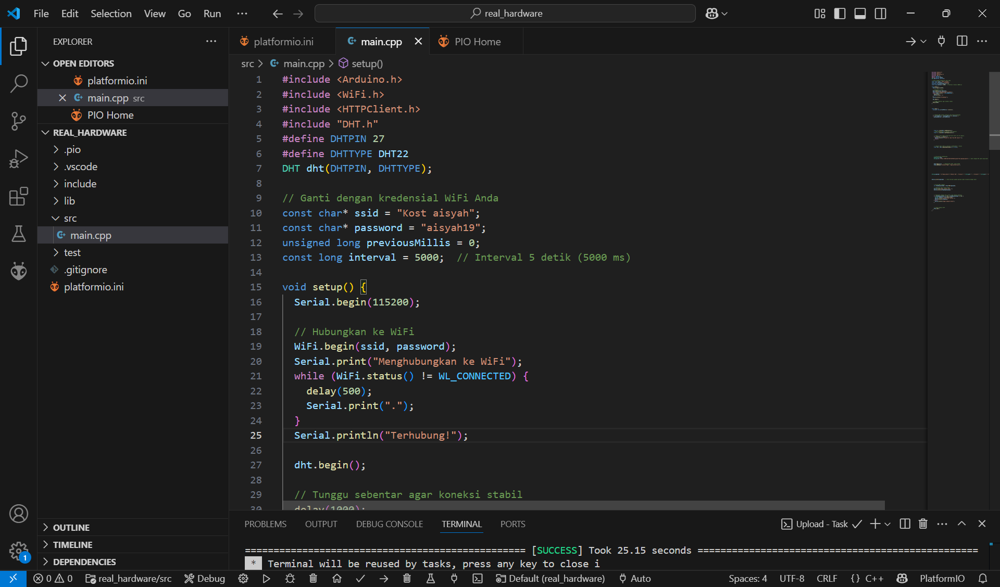 File Edit Selection View Go Run ··· real_hardware
EXPLORER
OPEN EDITORS
platformio.ini
main.cpp src
PIO Home
REAL_HARDWARE
.pio
.vscode
include
lib
src
main.cpp
test
.gitignore
platformio.ini
OUTLINE
TIMELINE
DEPENDENCIES
platformio.ini main.cpp PIO Home
src > main.cpp > setup()
1 #include <Arduino.h>
2 #include <WiFi.h>
3 #include <HTTPClient.h>
4 #include "DHT.h"
5 #define DHTPIN 27
6 #define DHTTYPE DHT22
7 DHT dht(DHTPIN, DHTTYPE);
8
9 // Ganti dengan kredensial WiFi Anda
10 const char* ssid = "Kost aisyah";
11 const char* password = "aisyah19";
12 unsigned long previousMillis = 0;
13 const long interval = 5000;  // Interval 5 detik (5000 ms)
14
15 void setup() {
16 Serial.begin(115200);
17
18 // Hubungkan ke WiFi
19 WiFi.begin(ssid, password);
20 Serial.print("Menghubungkan ke WiFi");
21 while (WiFi.status() != WL_CONNECTED) {
22 delay(500);
23 Serial.print(".");
24 }
25 Serial.println("Terhubung!");
26
27 dht.begin();
28
29 // Tunggu sebentar agar koneksi stabil
30 delay(1000);
PROBLEMS OUTPUT DEBUG CONSOLE TERMINAL PORTS Upload - Task
=============================================== [SUCCESS] Took 25.15 seconds ===============================================
* Terminal will be reused by tasks, press any key to close i
1
0 0 real_hardware/src Debug Default (real_hardware) Auto Spaces: 4 UTF-8 CRLF {} C++ PlatformIO